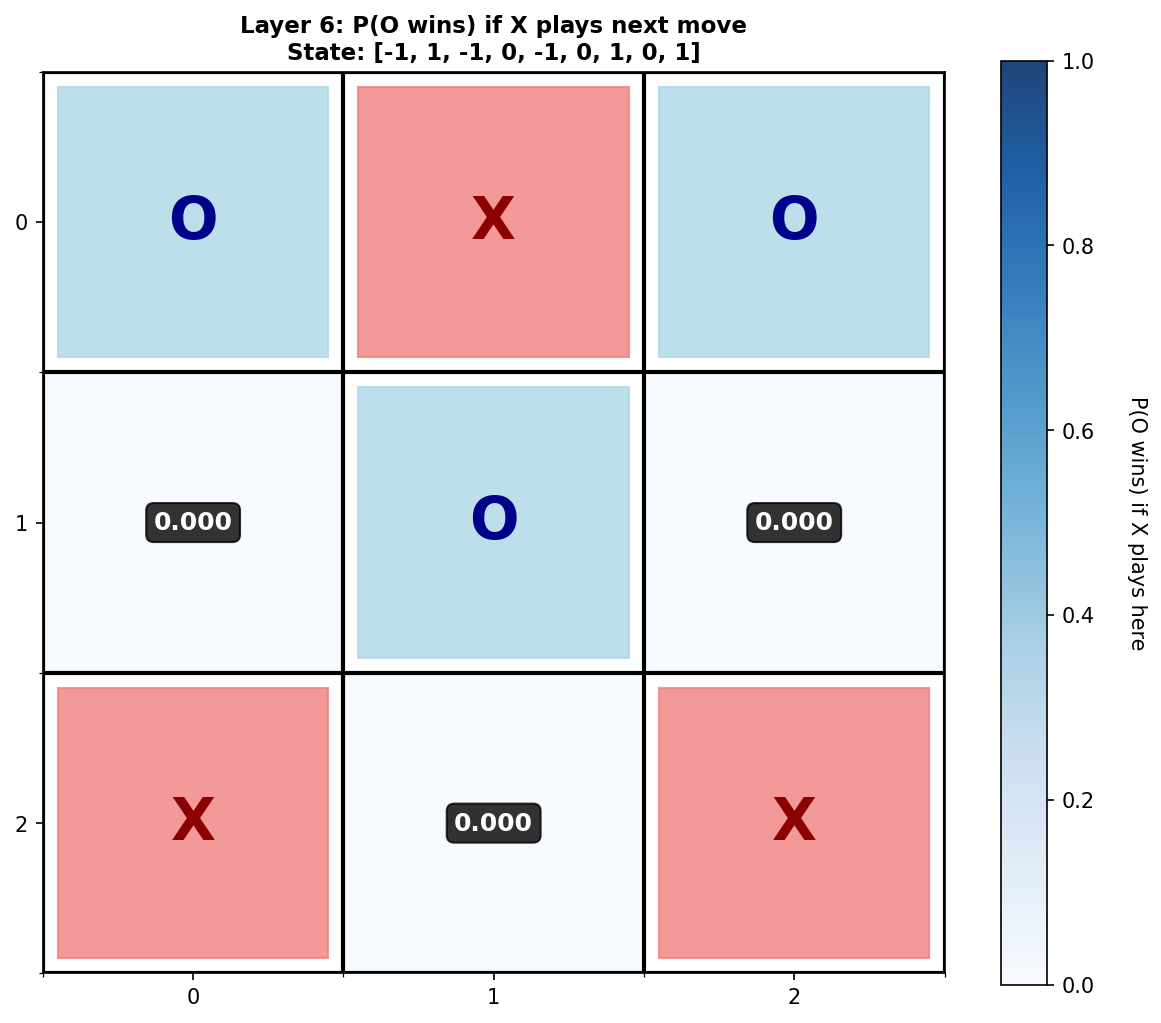 Layer 6: P(O wins) if X plays next move
State: [-1, 1, -1, 0, -1, 0, 1, 0, 1]
O X O
0
0.000 O 0.000
1
X 0.000 X
2
0 1 2
1.0
0.8
0.6
0.4
0.2
0.0
P(O wins) if X plays here